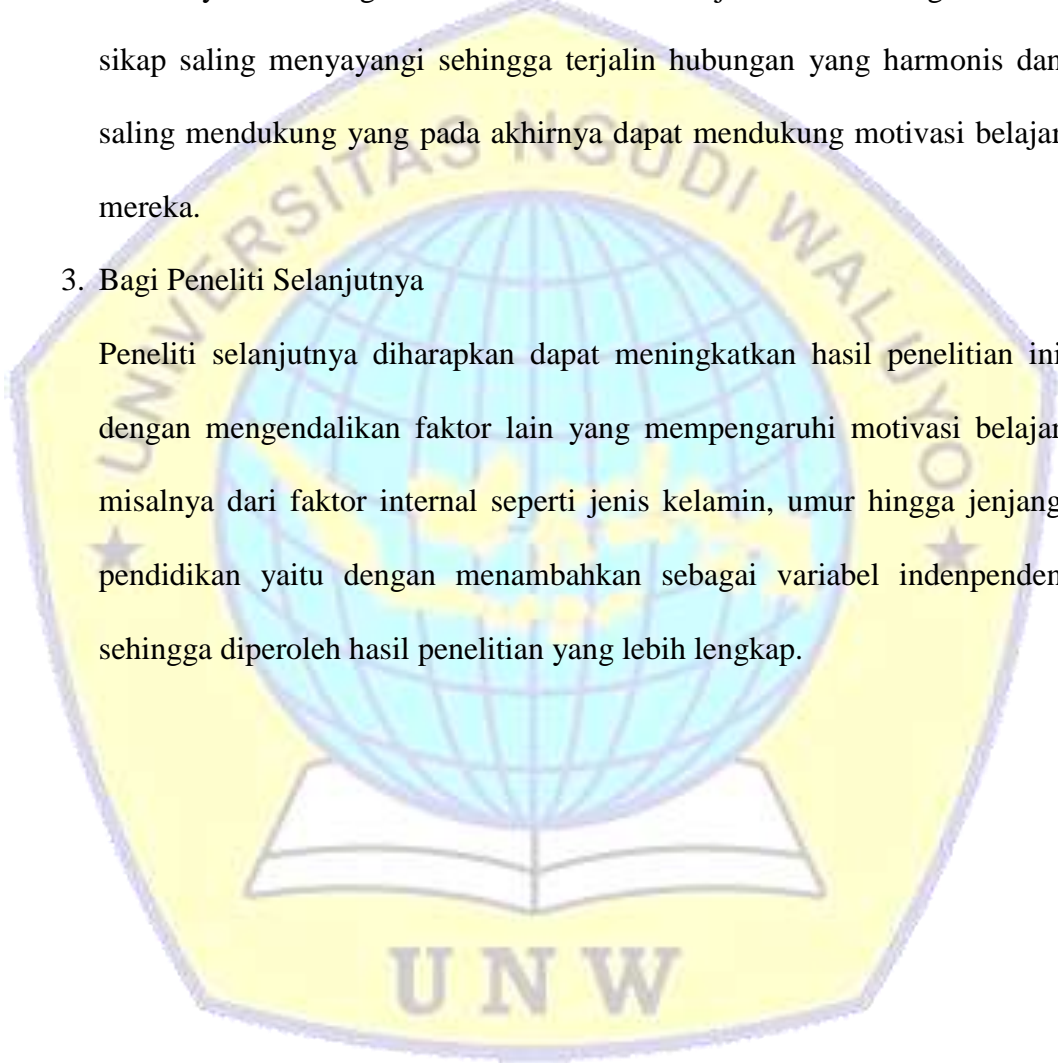 sikap saling menyayangi sehingga terjalin hubungan yang harmonis dan
saling mendukung yang pada akhirnya dapat mendukung motivasi belajar
mereka.
3. Bagi Peneliti Selanjutnya
Peneliti selanjutnya diharapkan dapat meningkatkan hasil penelitian ini
dengan mengendalikan faktor lain yang mempengaruhi motivasi belajar
misalnya dari faktor internal seperti jenis kelamin, umur hingga jenjang
pendidikan yaitu dengan menambahkan sebagai variabel indenpenden
sehingga diperoleh hasil penelitian yang lebih lengkap.
UNIVERSITAS NGUDI WALUYO
UNW